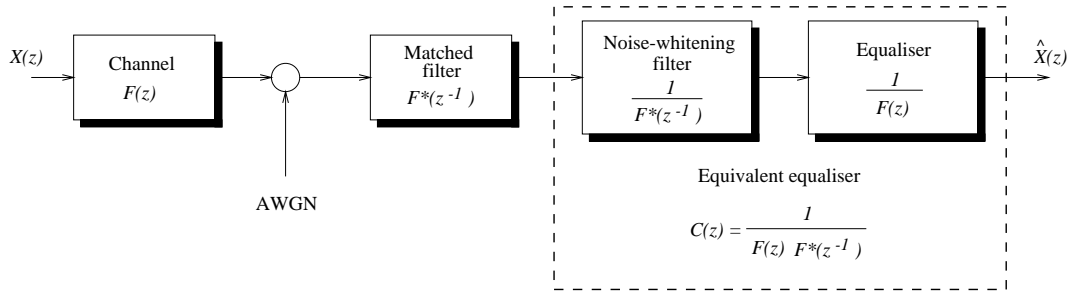 X(z)
Channel
F(z)
AWGN
Matched
filter
F*(z⁻¹)
Noise-whitening
filter
1
F*(z⁻¹)
Equaliser
1
F(z)
X̂(z)
Equivalent equaliser
C(z) = 1
F(z) F*(z⁻¹)